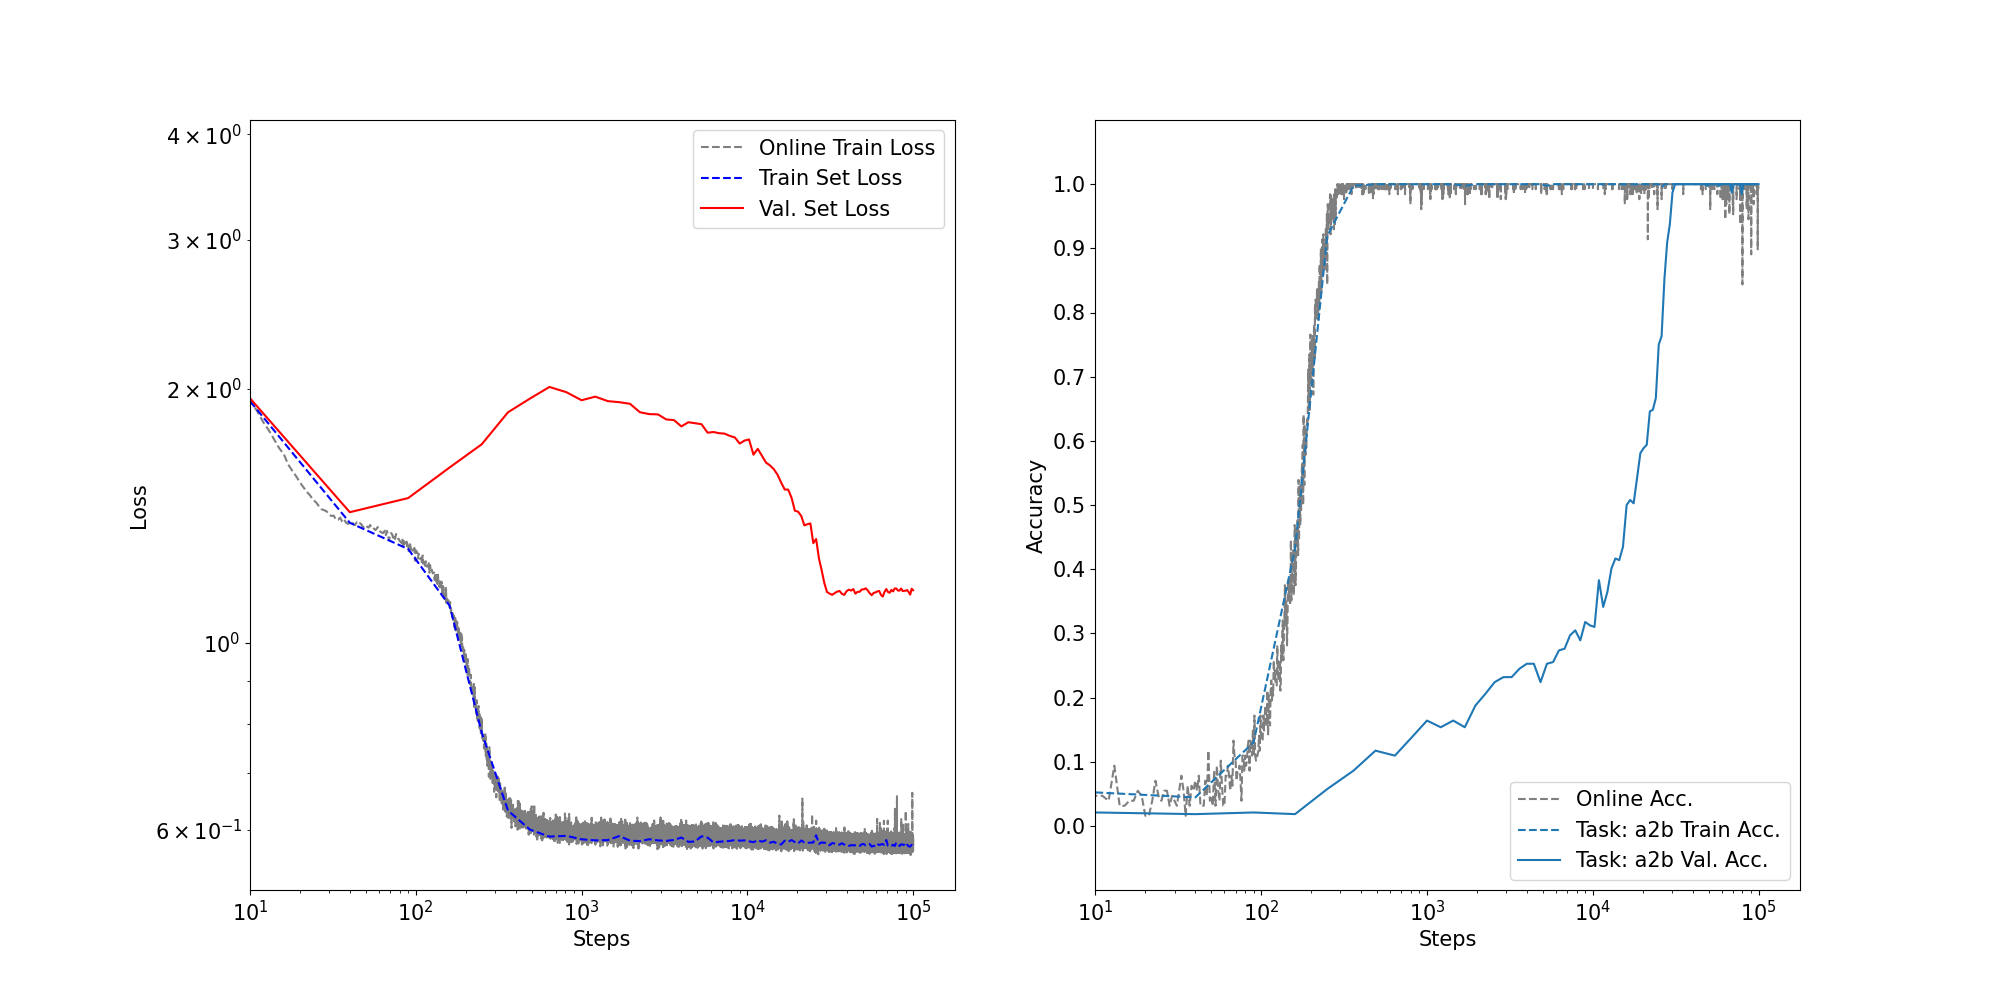 4 × 10⁰
3 × 10⁰
2 × 10⁰
10⁰
6 × 10⁻¹
Loss
10¹ 10² 10³ 10⁴ 10⁵
Steps
Online Train Loss
Train Set Loss
Val. Set Loss
1.0
0.9
0.8
0.7
0.6
0.5
0.4
0.3
0.2
0.1
0.0
Accuracy
10¹ 10² 10³ 10⁴ 10⁵
Steps
Online Acc.
Task: a2b Train Acc.
Task: a2b Val. Acc.